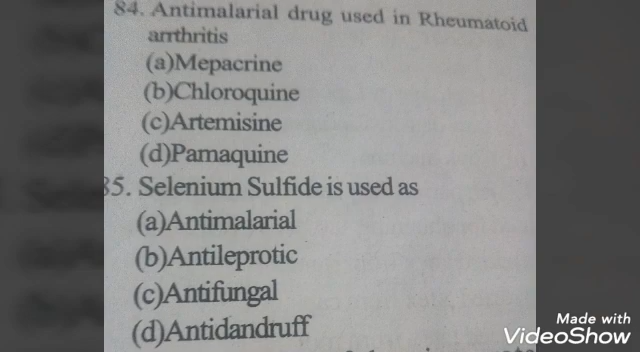 84. Antimalarial drug used in Rheumatoid
arrthritis
(a)Mepacrine
(b)Chloroquine
(c)Artemisine
(d)Pamaquine
85. Selenium Sulfide is used as
(a)Antimalarial
(b)Antileprotic
(c)Antifungal
(d)Antidandruff
Made with
VideoShow